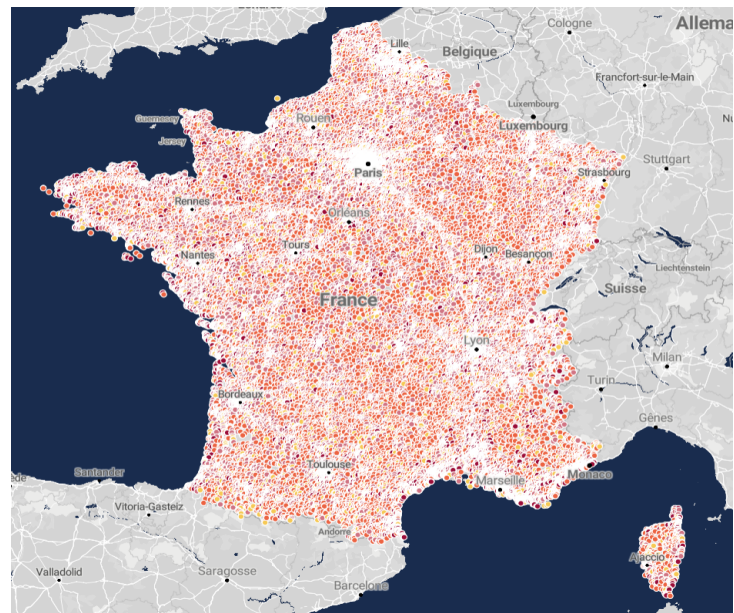 Cologne
Allema
Lille
Belgique
Francfort-sur-le-Main
Luxembourg
Guernesey
Rouen
Luxembourg
Jersey
Paris
Stuttgart
Strasbourg
Rennes
Orléans
Tours
Dijon
Nantes
Besançon
Liechtenstein
Suisse
France
Lyon
Milan
Turin
Bordeaux
Gênes
Toulouse
Santander
Marseille
Monaco
Vitoria-Gasteiz
Andorre
Ajaccio
Valladolid
Saragosse
Barcelone